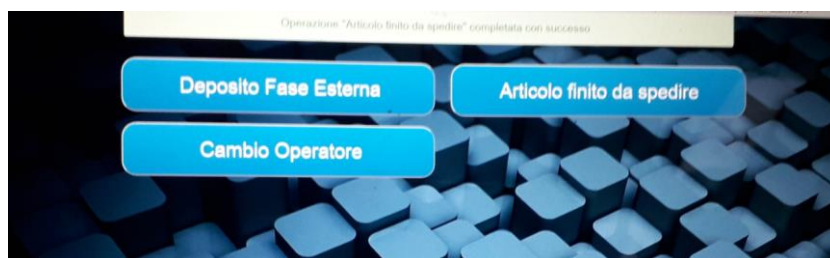 Operazione "Articolo finito da spedire" completata con successo
Deposito Fase Esterna
Articolo finito da spedire
Cambio Operatore